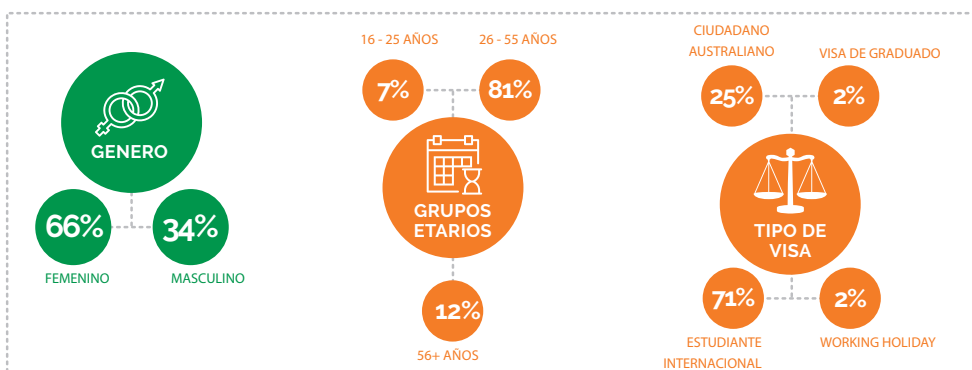 GENERO
66%
34%
FEMENINO
MASCULINO
16 - 25 AÑOS
26 - 55 AÑOS
7%
81%
GRUPOS
ETARIOS
12%
56+ AÑOS
CIUDADANO
AUSTRALIANO
VISA DE GRADUADO
25%
2%
TIPO DE
VISA
71%
2%
ESTUDIANTE
INTERNACIONAL
WORKING HOLIDAY